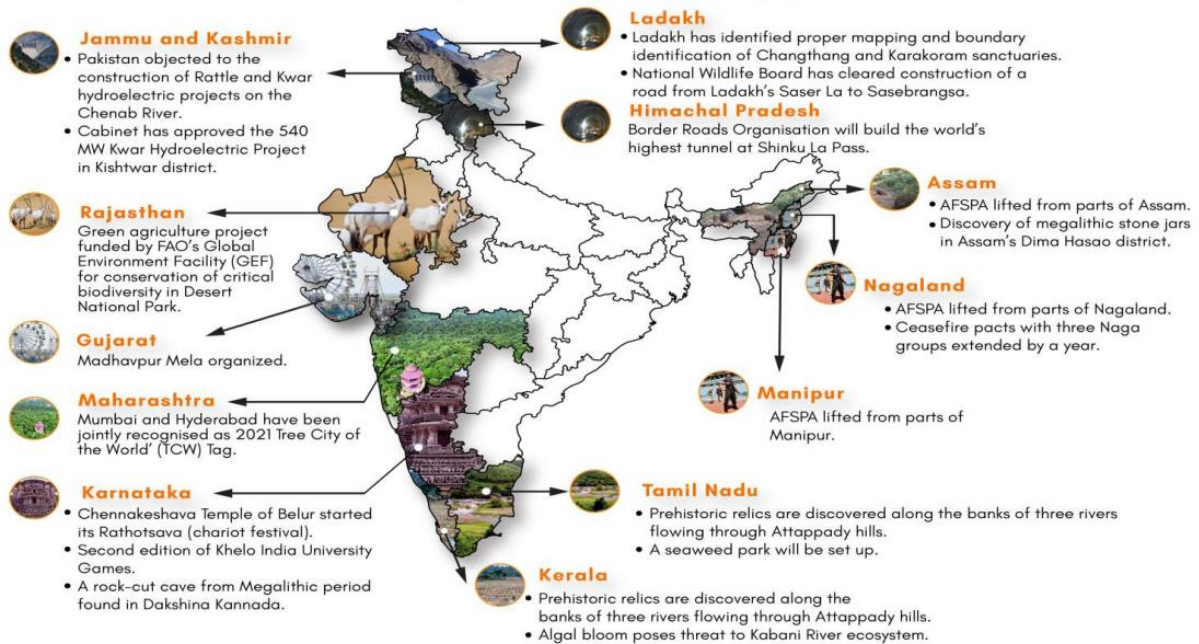 Jammu and Kashmir
• Pakistan objected to the
construction of Rattle and Kwar
hydroelectric projects on the
Chenab River.
• Cabinet has approved the 540
MW Kwar Hydroelectric Project
in Kishtwar district.
Rajasthan
Green agriculture project
funded by FAO's Global
Environment Facility (GEF)
for conservation of critical
biodiversity in Desert
National Park.
Gujarat
Madhavpur Mela organized.
Maharashtra
Mumbai and Hyderabad have been
jointly recognised as 2021 Tree City of
the World' (TCW) Tag.
Karnataka
• Chennakeshava Temple of Belur started
its Rathotsava (chariot festival).
• Second edition of Khelo India University
Games.
• A rock-cut cave from Megalithic period
found in Dakshina Kannada.
Ladakh
• Ladakh has identified proper mapping and boundary
identification of Changthang and Karakoram sanctuaries.
• National Wildlife Board has cleared construction of a
road from Ladakh's Saser La to Sasebrangsa.
Himachal Pradesh
Border Roads Organisation will build the world's
highest tunnel at Shinku La Pass.
Assam
• AFSPA lifted from parts of Assam.
• Discovery of megalithic stone jars
in Assam's Dima Hasao district.
Nagaland
• AFSPA lifted from parts of Nagaland.
• Ceasefire pacts with three Naga
groups extended by a year.
Manipur
AFSPA lifted from parts of
Manipur.
Tamil Nadu
• Prehistoric relics are discovered along the banks of three rivers
flowing through Attappady hills.
• A seaweed park will be set up.
Kerala
• Prehistoric relics are discovered along the
banks of three rivers flowing through Attappady hills.
• Algal bloom poses threat to Kabani River ecosystem.